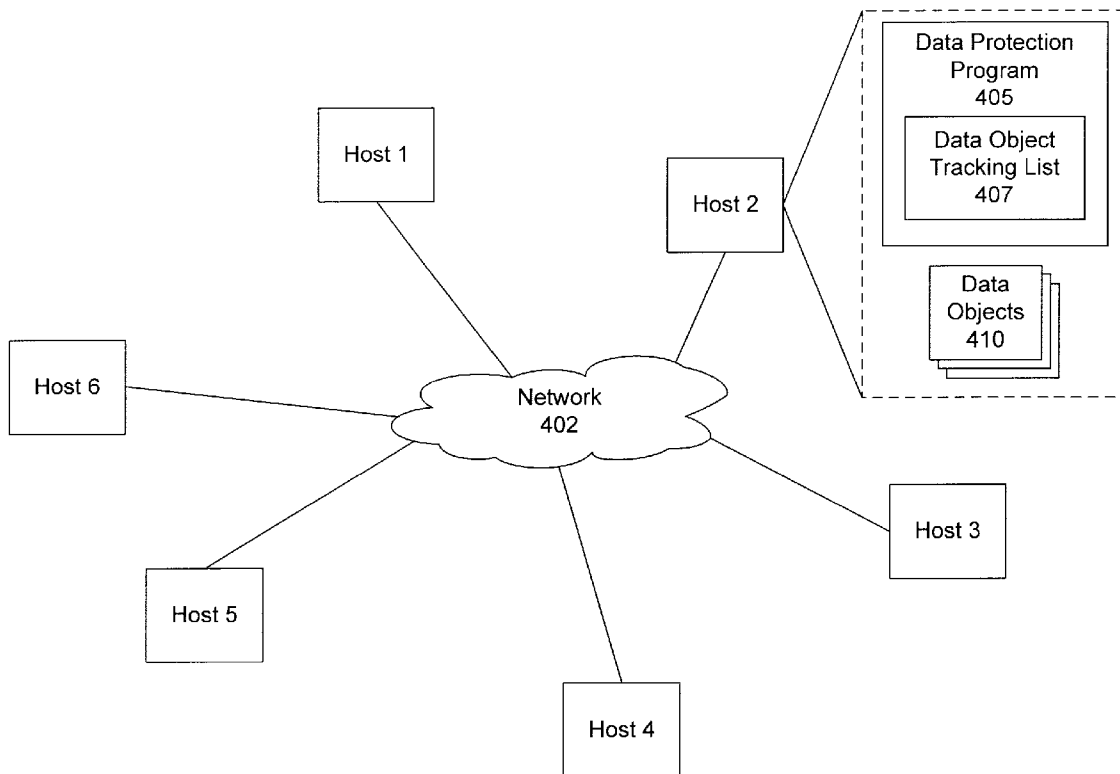 Data Protection
Program
405
Data Object
Tracking List
407
Data
Objects
410
Host 1
Host 2
Host 6
Network
402
Host 3
Host 5
Host 4